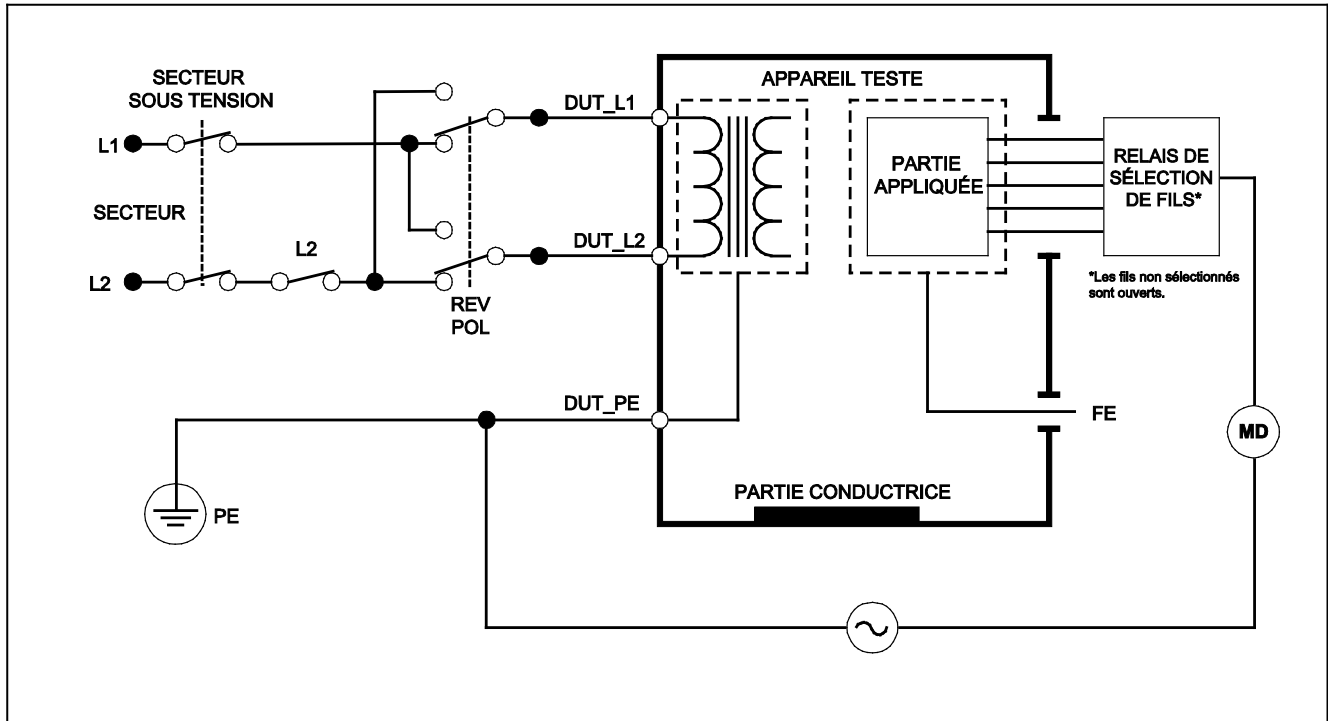 SECTEUR
SOUS TENSION
L1
SECTEUR
L2
L2
REV
POL
DUT_L1
DUT_L2
DUT_PE
PE
APPAREIL TESTE
PARTIE
APPLIQUÉE
RELAIS DE
SÉLECTION
DE FILS*
*Les fils non sélectionnés
sont ouverts.
FE
MD
PARTIE CONDUCTRICE